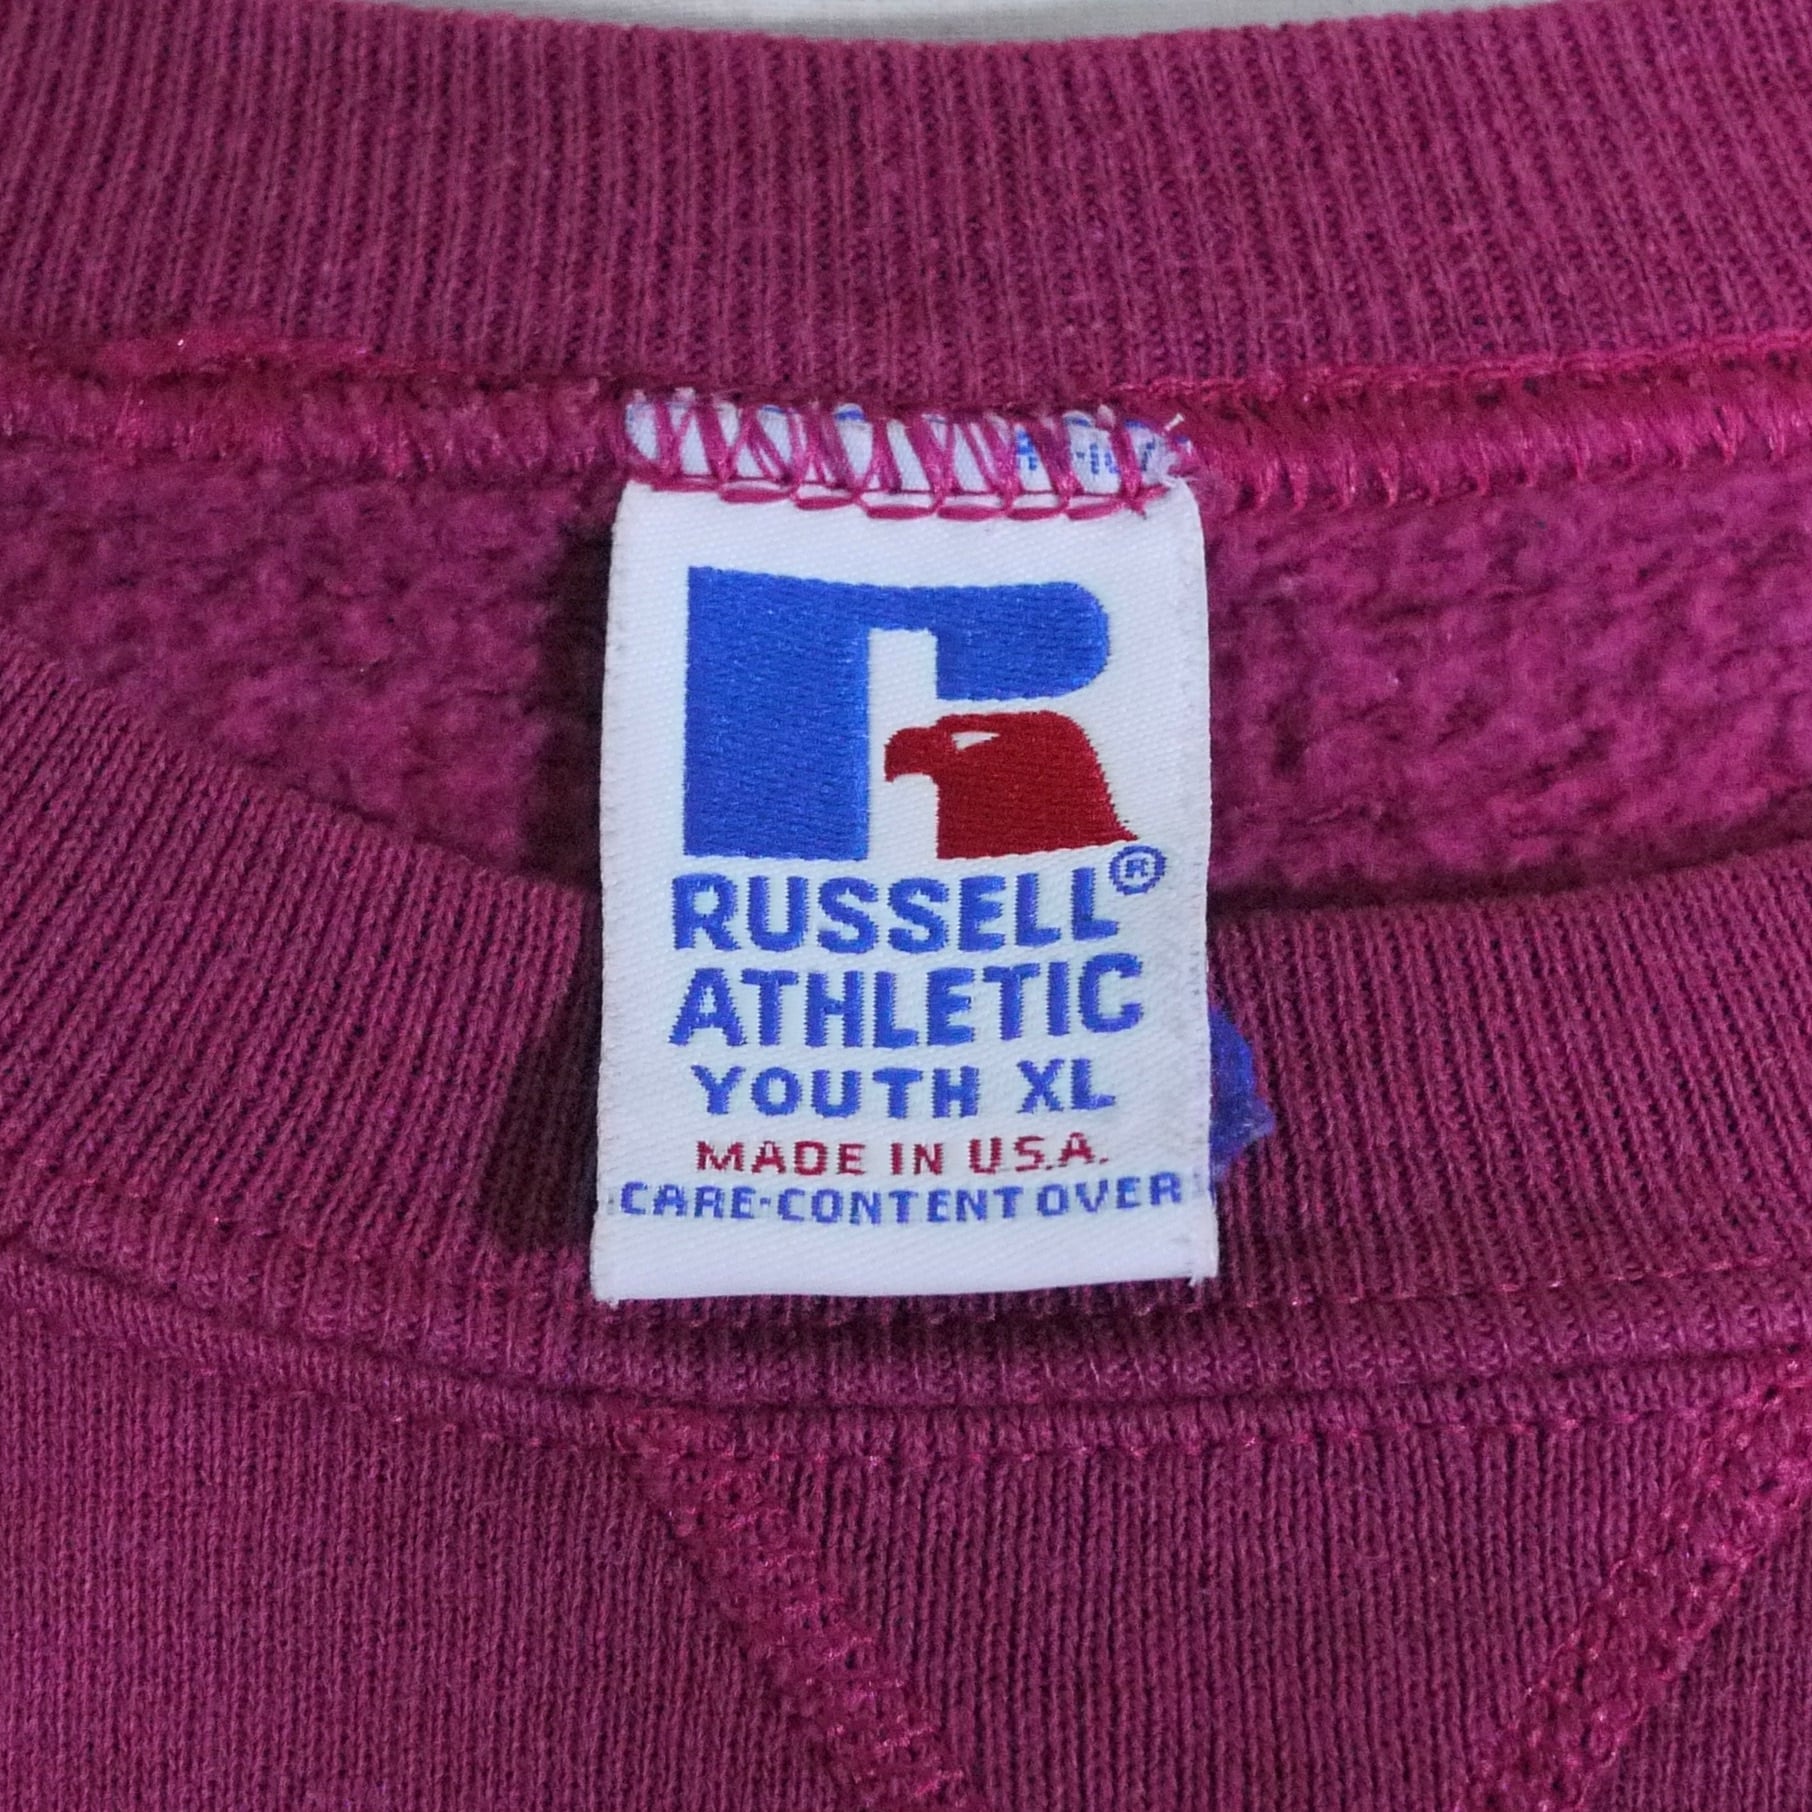 RUSSELL®
ATHLETIC
YOUTH XL
MADE IN U.S.A.
CARE-CONTENT OVER